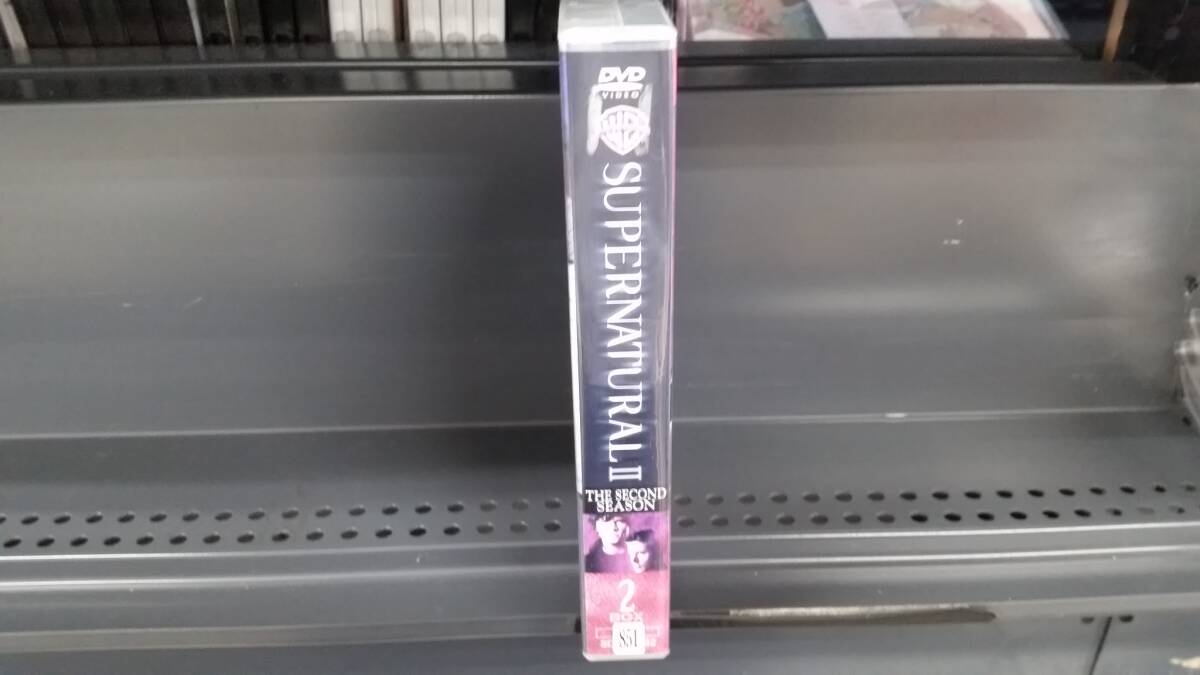 DVD
VIDEO
SUPERNATURAL II
THE SECOND
SEASON
2
BOX
851